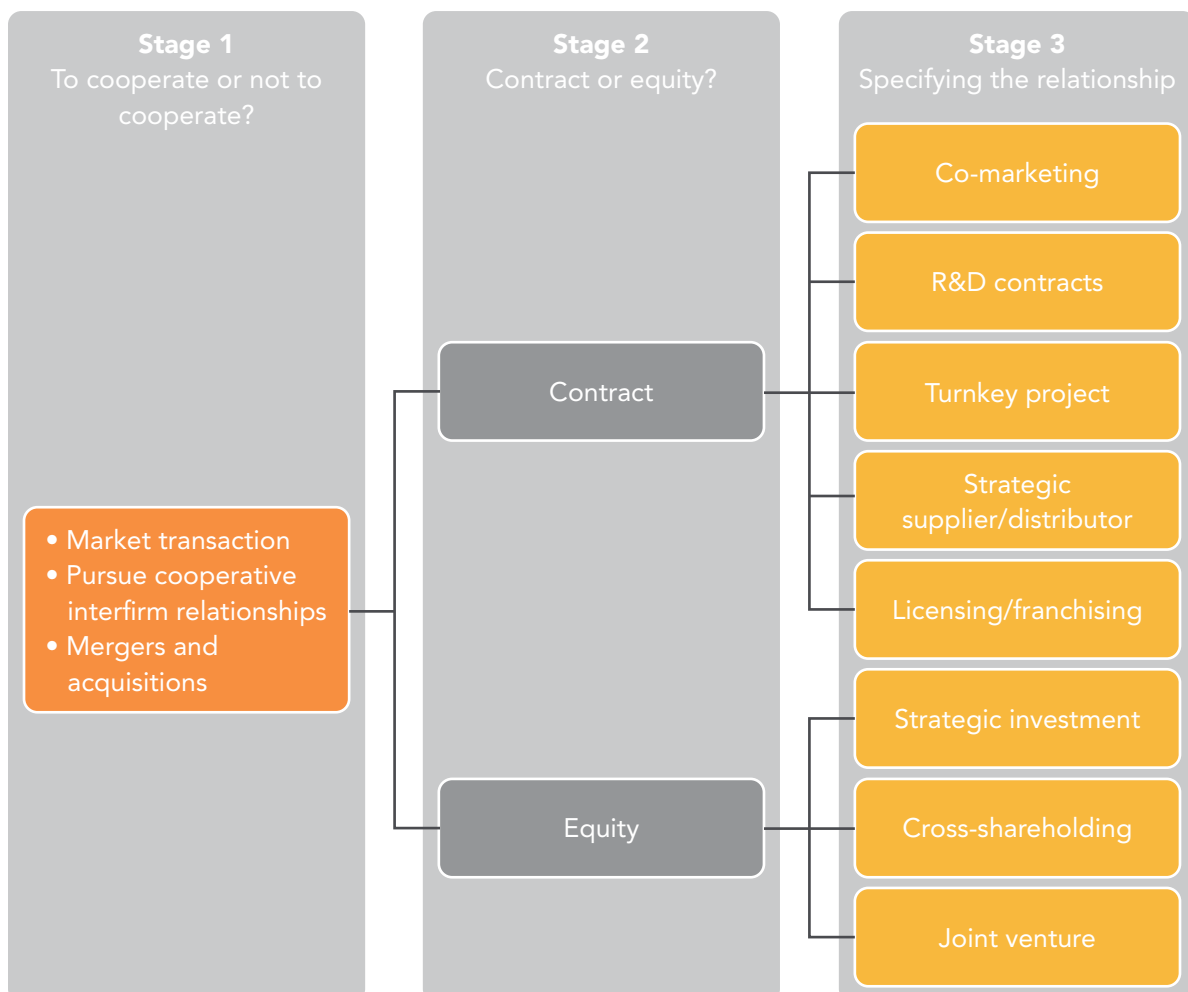 Stage 1
To cooperate or not to
cooperate?
• Market transaction
• Pursue cooperative
interfirm relationships
• Mergers and
acquisitions
Stage 2
Contract or equity?
Contract
Equity
Stage 3
Specifying the relationship
Co-marketing
R&D contracts
Turnkey project
Strategic
supplier/distributor
Licensing/franchising
Strategic investment
Cross-shareholding
Joint venture